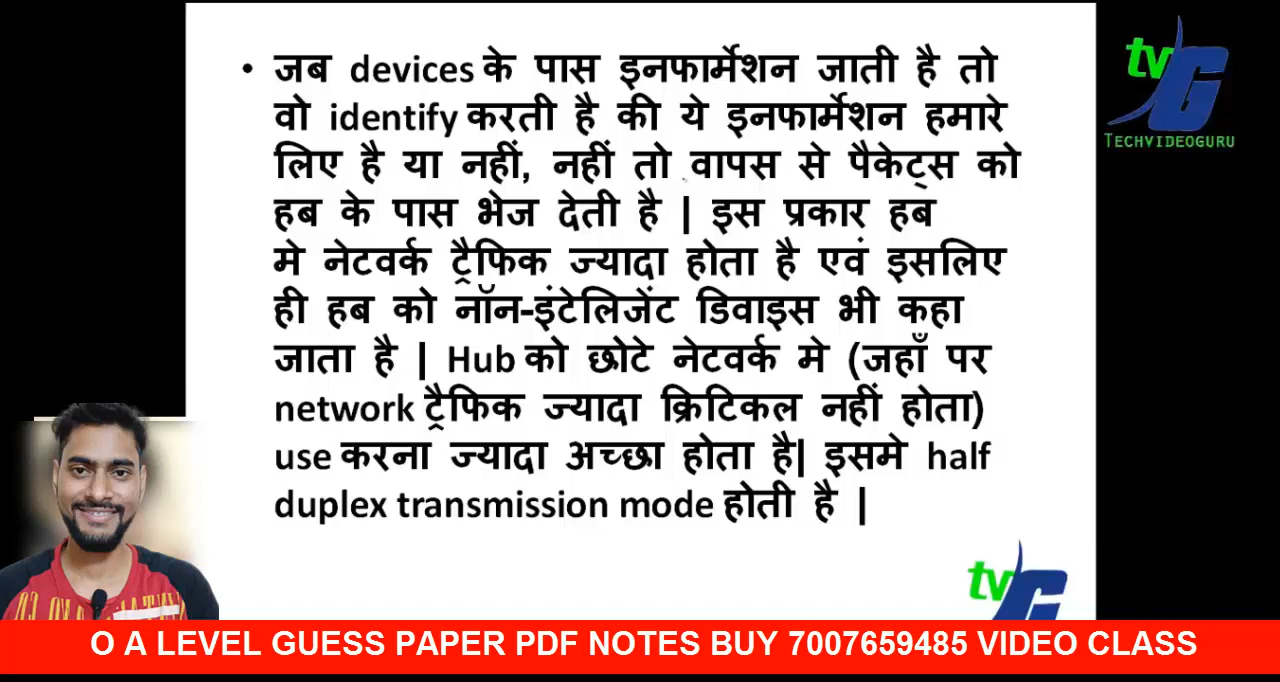 • जब devices के पास इनफार्मेशन जाती है तो
वो identify करती है की ये इनफार्मेशन हमारे
लिए है या नहीं, नहीं तो वापस से पैकेट्स को
हब के पास भेज देती है | इस प्रकार हब
मे नेटवर्क ट्रैफिक ज्यादा होता है एवं इसलिए
ही हब को नॉन-इंटेलिजेंट डिवाइस भी कहा
जाता है | Hub को छोटे नेटवर्क मे (जहाँ पर
network ट्रैफिक ज्यादा क्रिटिकल नहीं होता)
use करना ज्यादा अच्छा होता है| इसमे half
duplex transmission mode होती है |
tvG
TECHVIDEOGURU
tvG
O A LEVEL GUESS PAPER PDF NOTES BUY 7007659485 VIDEO CLASS